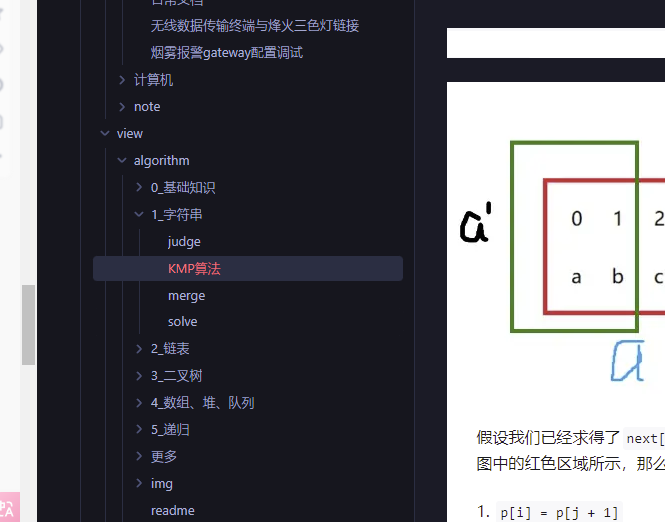 日常文档
无线数据传输终端与烽火三色灯链接
烟雾报警gateway配置调试
计算机
note
view
algorithm
0_基础知识
1_字符串
judge
KMP算法
merge
solve
2_链表
3_二叉树
4_数组、堆、队列
5_递归
更多
img
readme
a'
0 1 2
a b c
a
假设我们已经求得了 next[
图中的红色区域所示，那么
1. p[i] = p[j + 1]